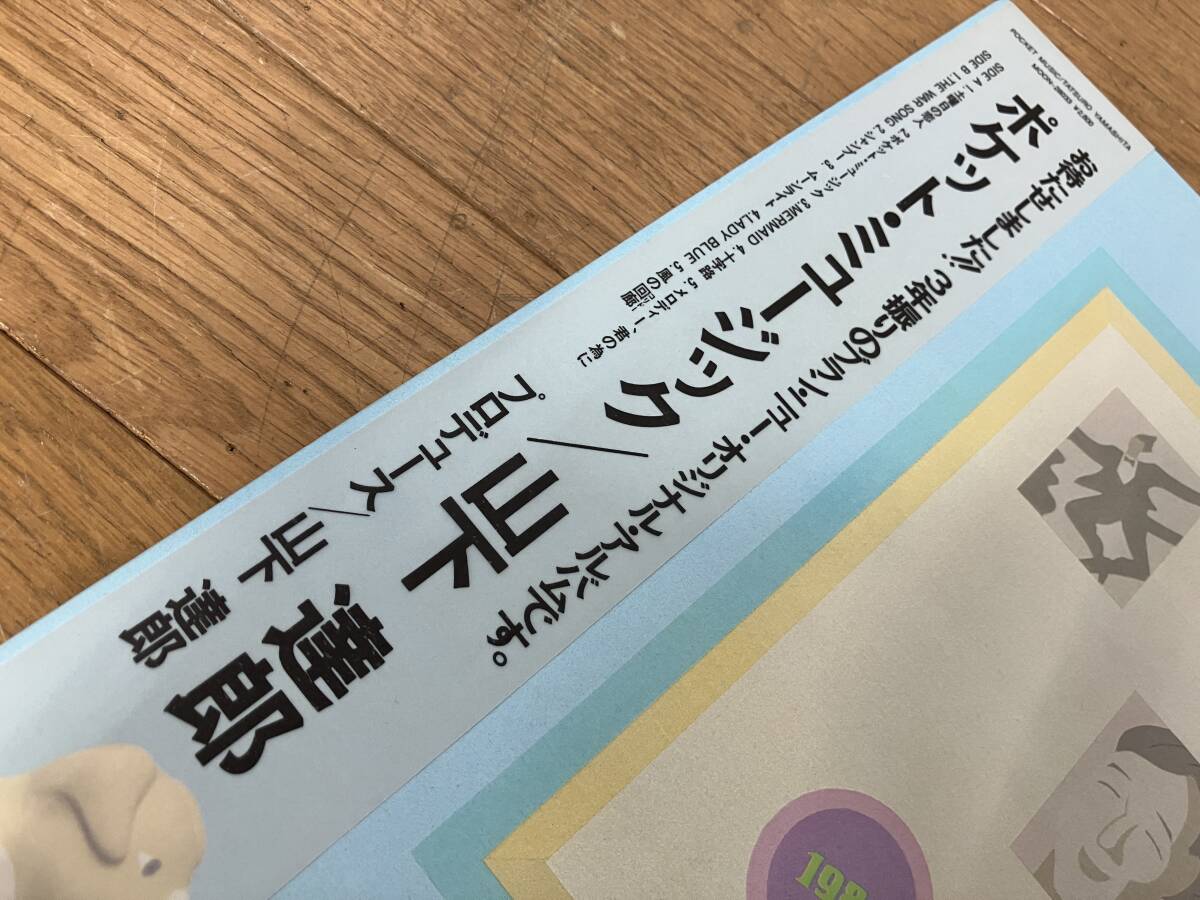 POCKET MUSIC/TATSURO YAMASHITA
MOON-28033 ¥2,800
お待たせしました!! 3年振りのブラン・ニュー・オリジナル・アルバムです。
ポケット・ミュージック/山下達郎
SIDE A 1.土曜日の恋人 2.ポケット・ミュージック 3.MERMAID 4.十字路 5.メロディー、君の為に
SIDE B 1.THE WAR SONG 2.シャンプー 3.ムーンライト 4.LADY BLUE 5.風の回廊
プロデュース/山下達郎